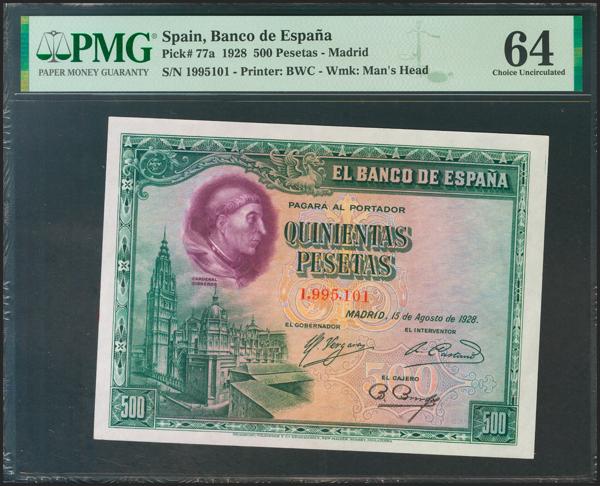 PMG
PAPER MONEY GUARANTY
Spain, Banco de España
Pick# 77a 1928 500 Pesetas - Madrid
S/N 1995101 - Printer: BWC - Wmk: Man's Head
64
Choice Uncirculated
EL BANCO DE ESPAÑA
PAGARÁ AL PORTADOR
QUINIENTAS
PESETAS
CARDENAL
CISNEROS
1.995.101
MADRID, 15 de Agosto de 1928.
EL GOBERNADOR
EL INTERVENTOR
EL CAJERO
500
500
500